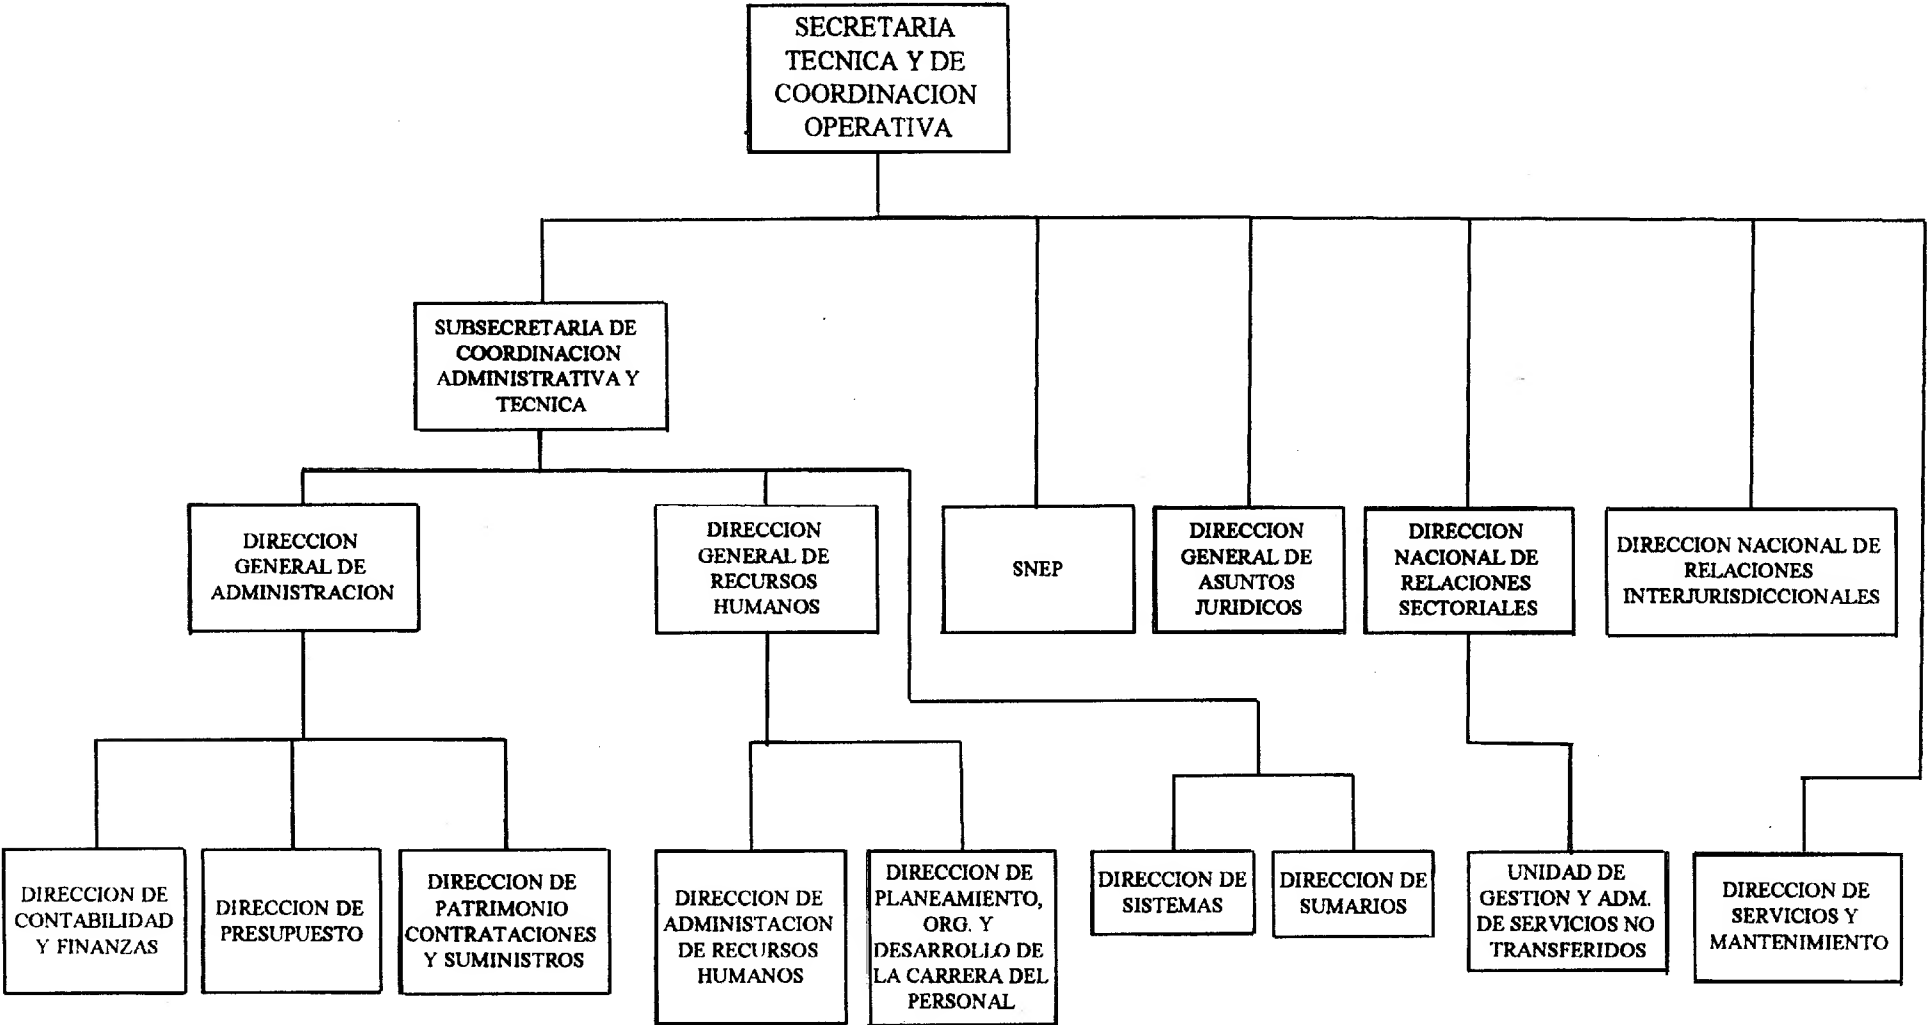 SECRETARIA
TECNICA Y DE
COORDINACION
OPERATIVA
SUBSECRETARIA DE
COORDINACION
ADMINISTRATIVA Y
TECNICA
DIRECCION
GENERAL DE
ADMINISTRACION
DIRECCION
GENERAL DE
RECURSOS
HUMANOS
SNEP
DIRECCION
GENERAL DE
ASUNTOS
JURIDICOS
DIRECCION
NACIONAL DE
RELACIONES
SECTORIALES
DIRECCION NACIONAL DE
RELACIONES
INTERJURISDICCIONALES
DIRECCION DE
CONTABILIDAD
Y FINANZAS
DIRECCION DE
PRESUPUESTO
DIRECCION DE
PATRIMONIO
CONTRATACIONES
Y SUMINISTROS
DIRECCION DE
ADMINISTACION
DE RECURSOS
HUMANOS
DIRECCION DE
PLANEAMIENTO,
ORG. Y
DESARROLLO DE
LA CARRERA DEL
PERSONAL
DIRECCION DE
SISTEMAS
DIRECCION DE
SUMARIOS
UNIDAD DE
GESTION Y ADM.
DE SERVICIOS NO
TRANSFERIDOS
DIRECCION DE
SERVICIOS Y
MANTENIMIENTO